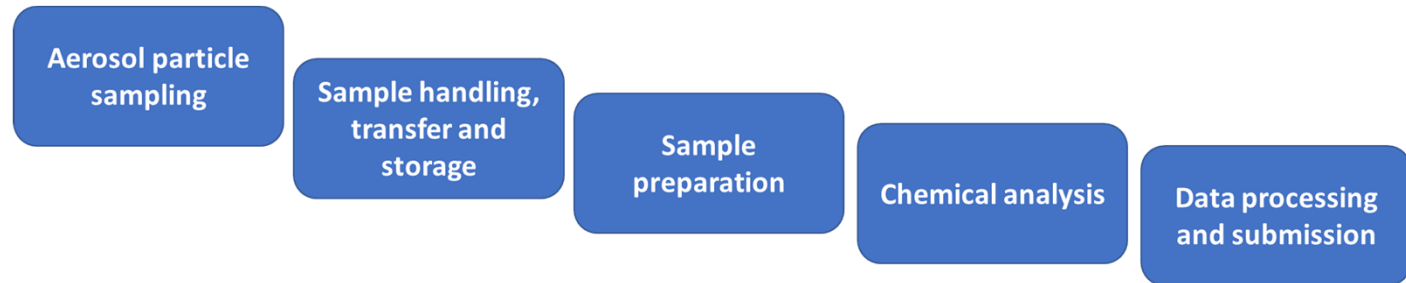 Aerosol particle
sampling
Sample handling,
transfer and
storage
Sample
preparation
Chemical analysis
Data processing
and submission